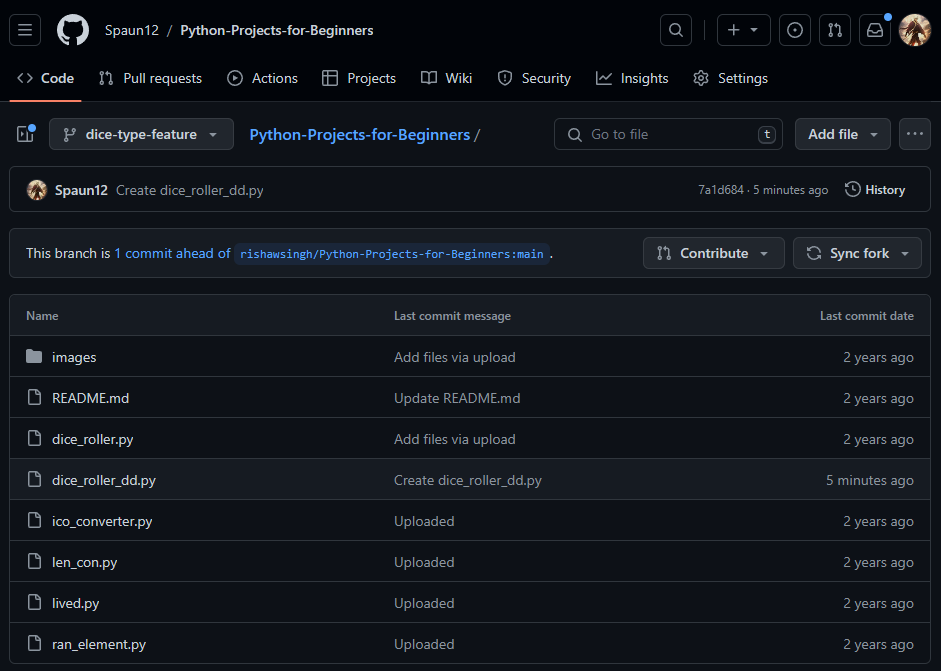 Spaun12 / Python-Projects-for-Beginners
Code Pull requests Actions Projects Wiki Security Insights Settings
dice-type-feature Python-Projects-for-Beginners / Go to file t Add file
Spaun12 Create dice_roller_dd.py 7a1d684 · 5 minutes ago History
This branch is 1 commit ahead of rishawsingh/Python-Projects-for-Beginners:main . Contribute Sync fork
Name Last commit message Last commit date
images Add files via upload 2 years ago
README.md Update README.md 2 years ago
dice_roller.py Add files via upload 2 years ago
dice_roller_dd.py Create dice_roller_dd.py 5 minutes ago
ico_converter.py Uploaded 2 years ago
len_con.py Uploaded 2 years ago
lived.py Uploaded 2 years ago
ran_element.py Uploaded 2 years ago